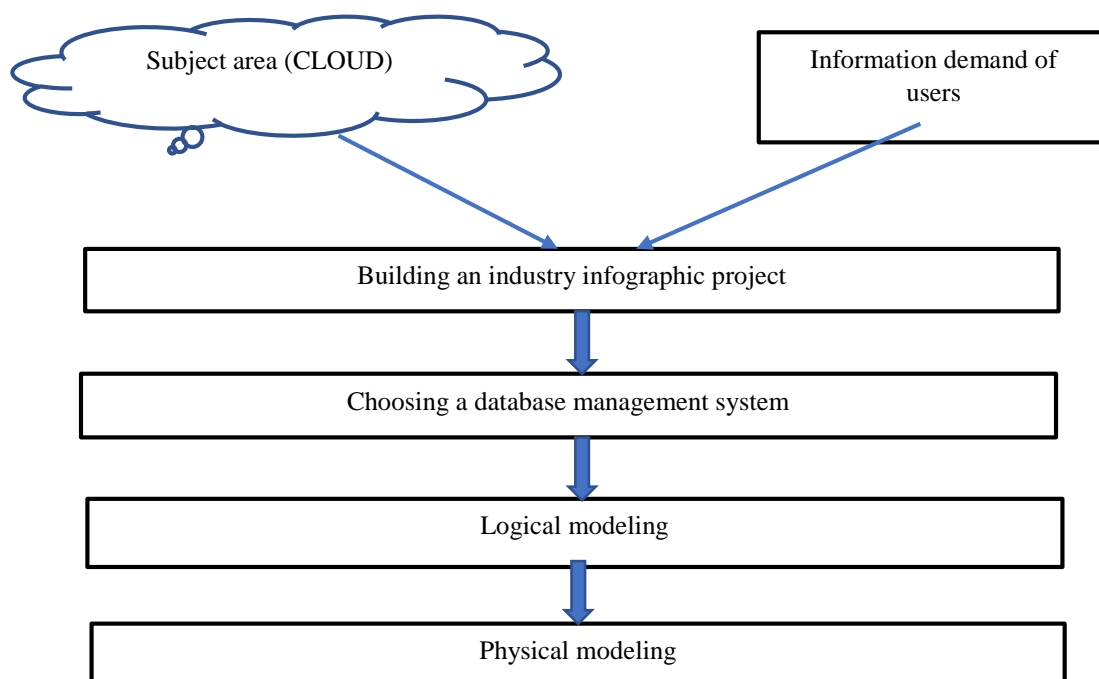 Subject area (CLOUD)
Information demand of
users
Building an industry infographic project
Choosing a database management system
Logical modeling
Physical modeling